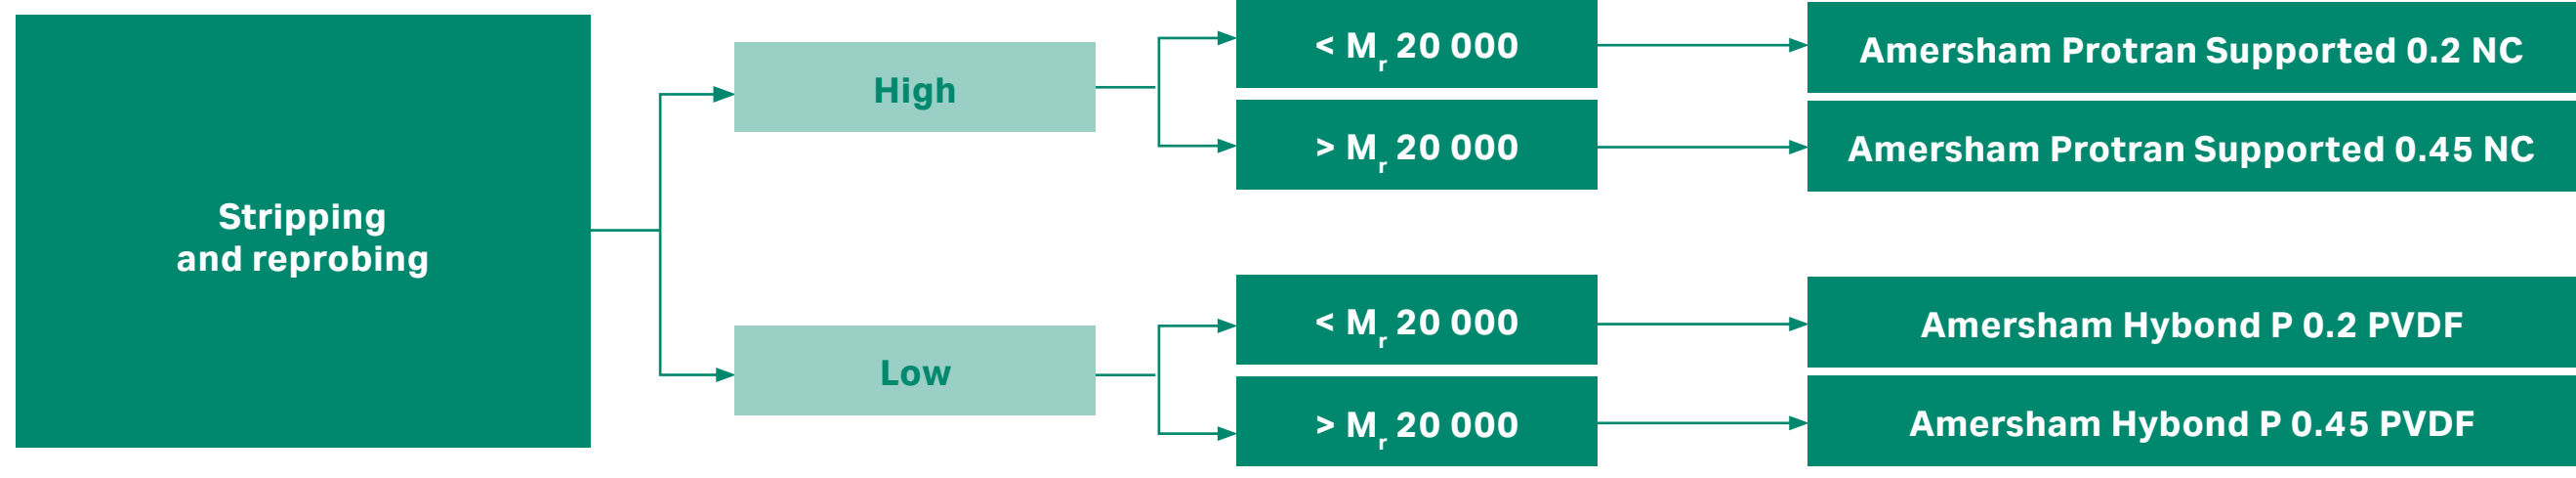 Stripping
and reprobing
High
< Mr 20 000
Amersham Protran Supported 0.2 NC
> Mr 20 000
Amersham Protran Supported 0.45 NC
Low
< Mr 20 000
Amersham Hybond P 0.2 PVDF
> Mr 20 000
Amersham Hybond P 0.45 PVDF